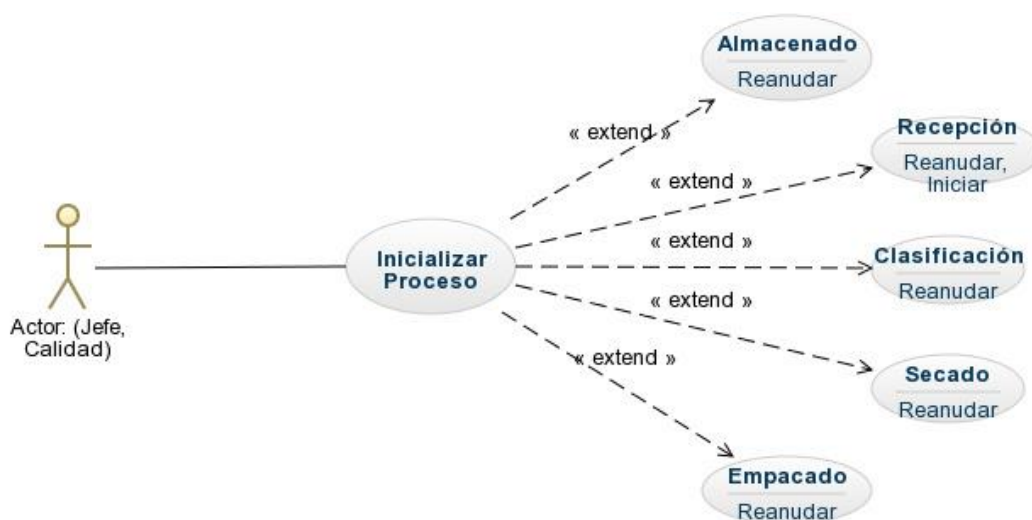 Almacenado
Reanudar
« extend »
Recepción
Reanudar,
Iniciar
« extend »
Inicializar
Proceso
« extend »
Clasificación
Reanudar
« extend »
Actor: (Jefe,
Calidad)
« extend »
Secado
Reanudar
Empacado
Reanudar